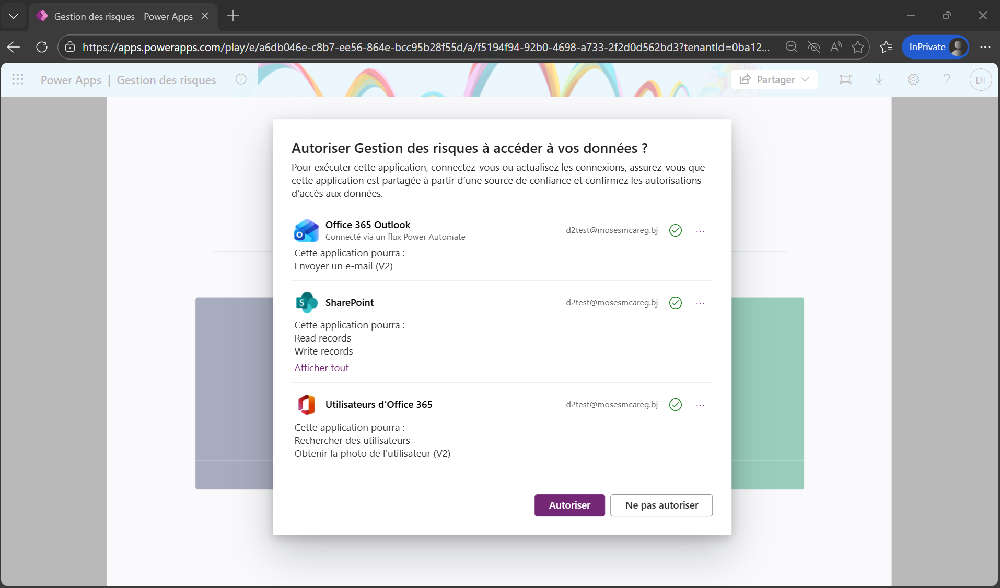 Gestion des risques - Power Apps
https://apps.powerapps.com/play/e/a6db046e-c8b7-ee56-864e-bcc95b28f55d/a/f5194f94-92b0-4698-a733-2f2d0d562bd3?tenantId=0ba12...
InPrivate
Power Apps | Gestion des risques
Partager
DT
Autoriser Gestion des risques à accéder à vos données ?
Pour exécuter cette application, connectez-vous ou actualisez les connexions, assurez-vous que
cette application est partagée à partir d’une source de confiance et confirmez les autorisations
d’accès aux données.
Office 365 Outlook
Connecté via un flux Power Automate
d2test@mosesmcareg.bj
Cette application pourra :
Envoyer un e-mail (V2)
SharePoint
d2test@mosesmcareg.bj
Cette application pourra :
Read records
Write records
Afficher tout
Utilisateurs d’Office 365
d2test@mosesmcareg.bj
Cette application pourra :
Rechercher des utilisateurs
Obtenir la photo de l'utilisateur (V2)
Autoriser
Ne pas autoriser